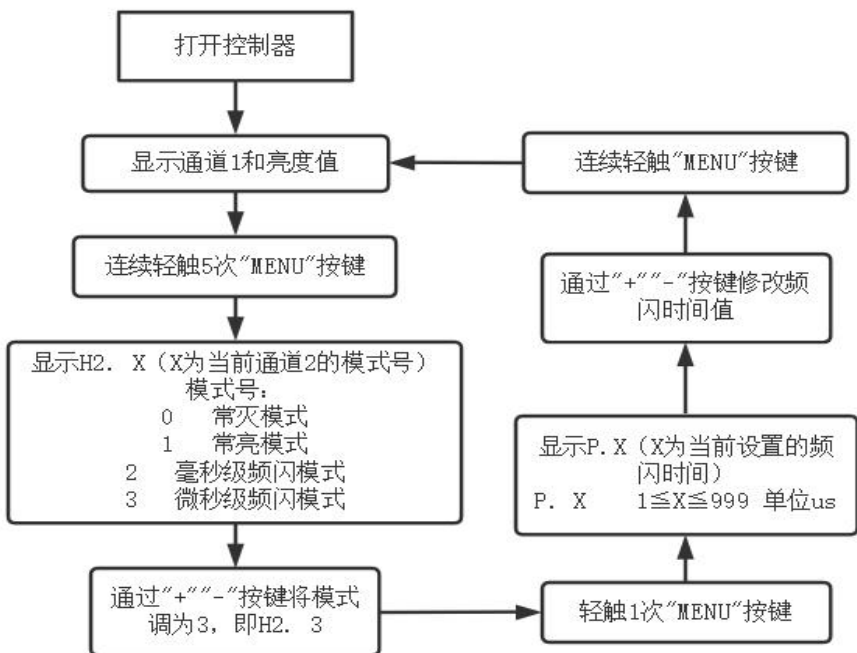 打开控制器
显示通道1和亮度值
连续轻触5次"MENU"按键
显示H2. X（X为当前通道2的模式号）
模式号：
0 常灭模式
1 常亮模式
2 毫秒级频闪模式
3 微秒级频闪模式
通过"+""-"按键将模式
调为3，即H2. 3
轻触1次"MENU"按键
显示P.X（X为当前设置的频
闪时间）
P. X 1≦X≦999 单位us
通过"+""-"按键修改频
闪时间值
连续轻触"MENU"按键